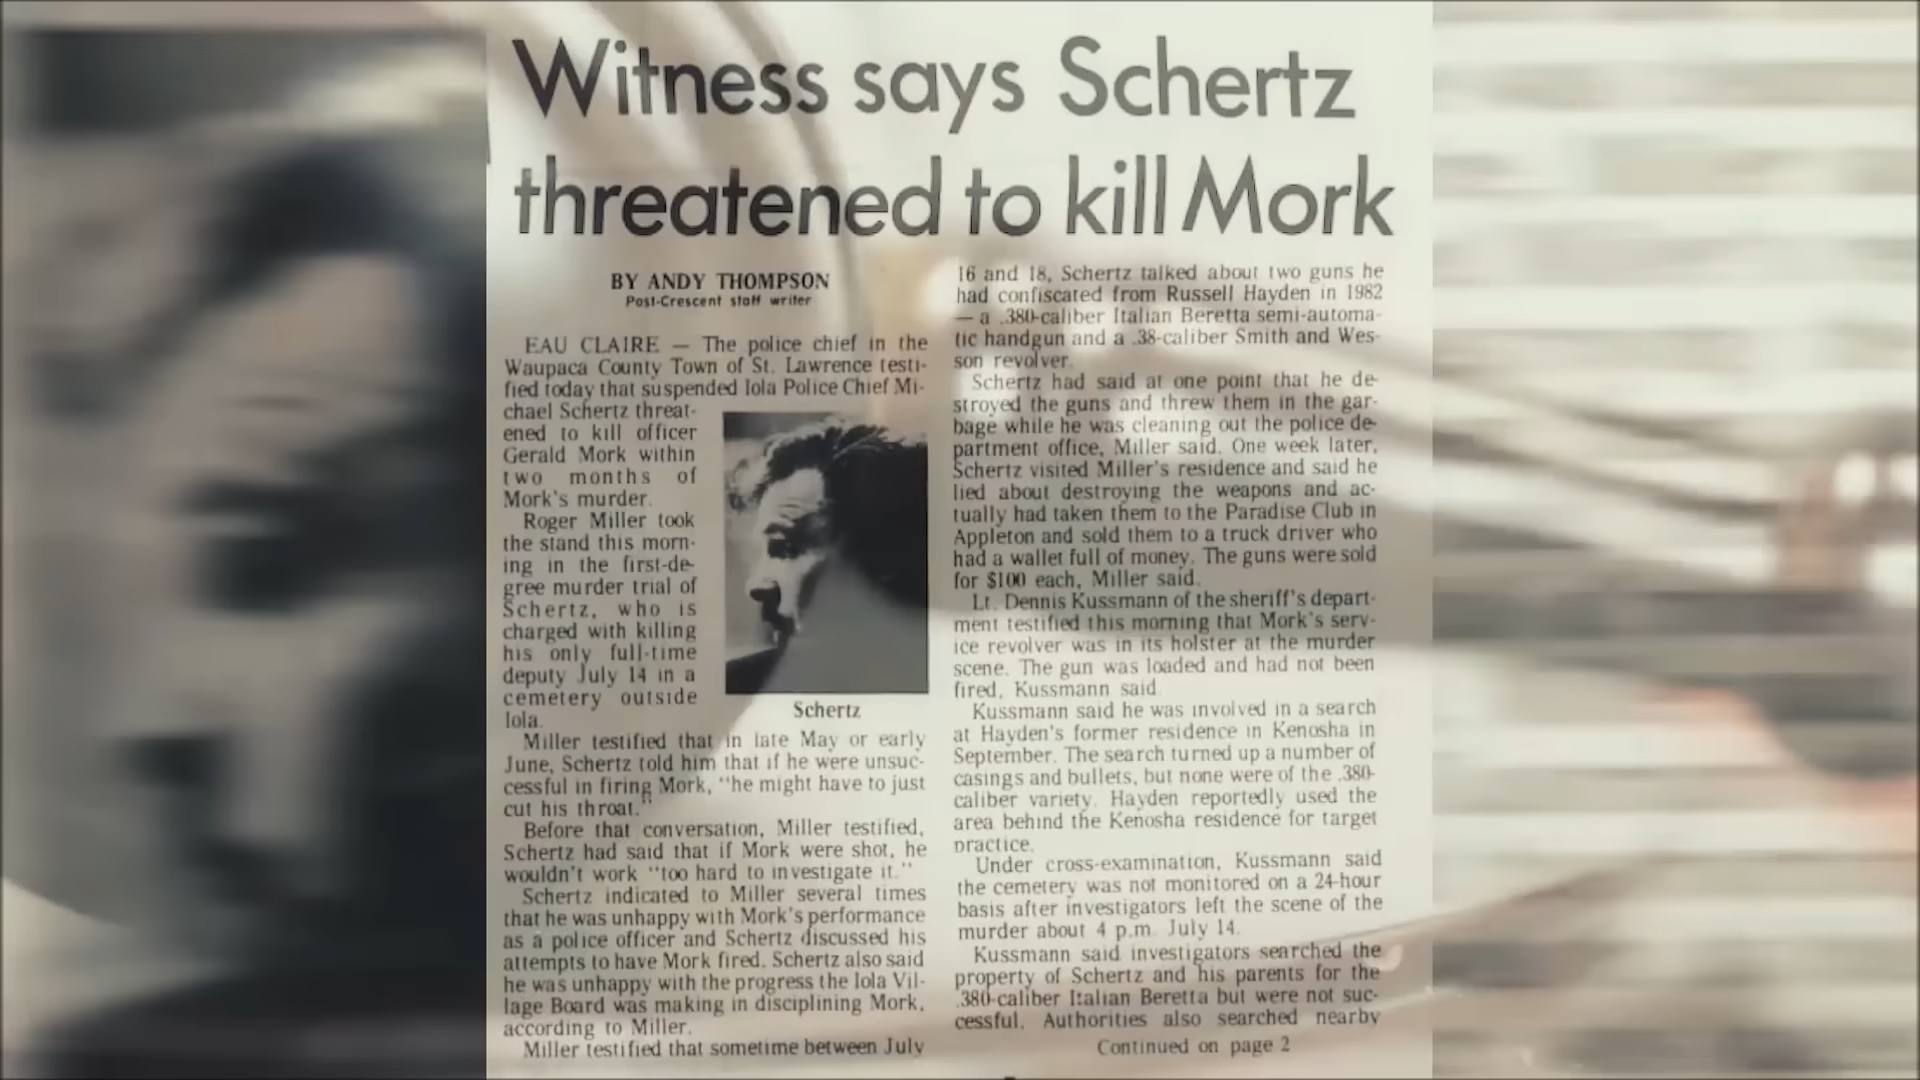 Witness says Schertz
threatened to kill Mork
BY ANDY THOMPSON
Post-Crescent staff writer
EAU CLAIRE — The police chief in the
Waupaca County Town of St. Lawrence testi-
fied today that suspended Iola Police Chief Mi-
chael Schertz threat-
ened to kill officer
Gerald Mork within
two months of
Mork's murder.
Roger Miller took
the stand this morn-
ing in the first-de-
gree murder trial of
Schertz, who is
charged with killing
his only full-time
deputy July 14 in a
cemetery outside
Iola.
Schertz
Miller testified that in late May or early
June, Schertz told him that if he were unsuc-
cessful in firing Mork, "he might have to just
cut his throat."
Before that conversation, Miller testified,
Schertz had said that if Mork were shot, he
wouldn't work "too hard to investigate it."
Schertz indicated to Miller several times
that he was unhappy with Mork's performance
as a police officer and Schertz discussed his
attempts to have Mork fired. Schertz also said
he was unhappy with the progress the Iola Vil-
lage Board was making in disciplining Mork,
according to Miller.
Miller testified that sometime between July
16 and 18, Schertz talked about two guns he
had confiscated from Russell Hayden in 1982
— a .380-caliber Italian Beretta semi-automa-
tic handgun and a .38-caliber Smith and Wes-
son revolver.
Schertz had said at one point that he de-
stroyed the guns and threw them in the gar-
bage while he was cleaning out the police de-
partment office, Miller said. One week later,
Schertz visited Miller's residence and said he
lied about destroying the weapons and ac-
tually had taken them to the Paradise Club in
Appleton and sold them to a truck driver who
had a wallet full of money. The guns were sold
for $100 each, Miller said.
Lt. Dennis Kussmann of the sheriff's depart-
ment testified this morning that Mork's serv-
ice revolver was in its holster at the murder
scene. The gun was loaded and had not been
fired, Kussmann said.
Kussmann said he was involved in a search
at Hayden's former residence in Kenosha in
September. The search turned up a number of
casings and bullets, but none were of the .380-
caliber variety. Hayden reportedly used the
area behind the Kenosha residence for target
practice.
Under cross-examination, Kussmann said
the cemetery was not monitored on a 24-hour
basis after investigators left the scene of the
murder about 4 p.m. July 14.
Kussmann said investigators searched the
property of Schertz and his parents for the
.380-caliber Italian Beretta but were not suc-
cessful. Authorities also searched nearby
Continued on page 2